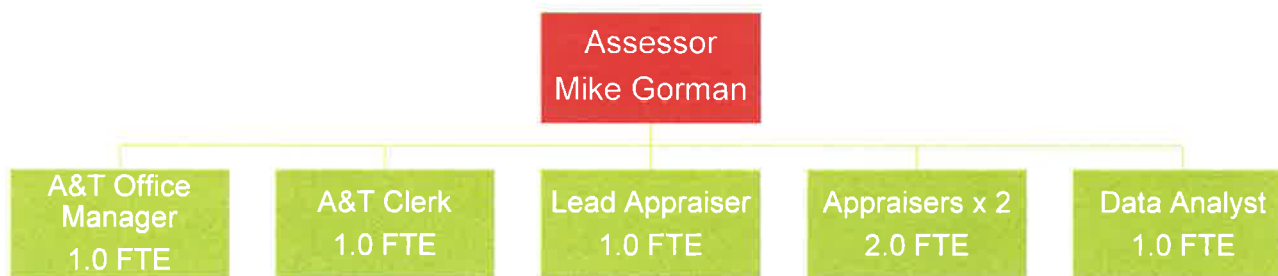 Assessor
Mike Gorman
A&T Office
Manager
1.0 FTE
A&T Clerk
1.0 FTE
Lead Appraiser
1.0 FTE
Appraisers x 2
2.0 FTE
Data Analyst
1.0 FTE